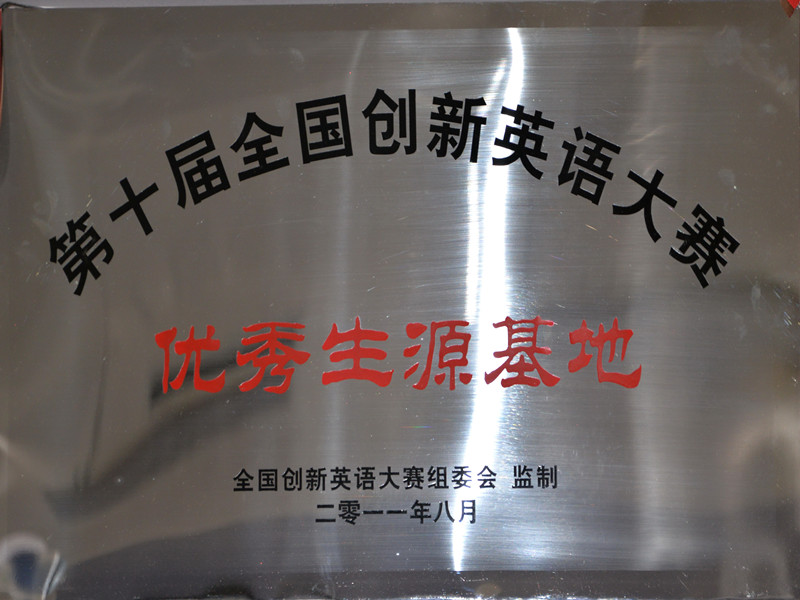 第十届全国创新英语大赛
优秀生源基地
全国创新英语大赛组委会 监制
二零一一年八月